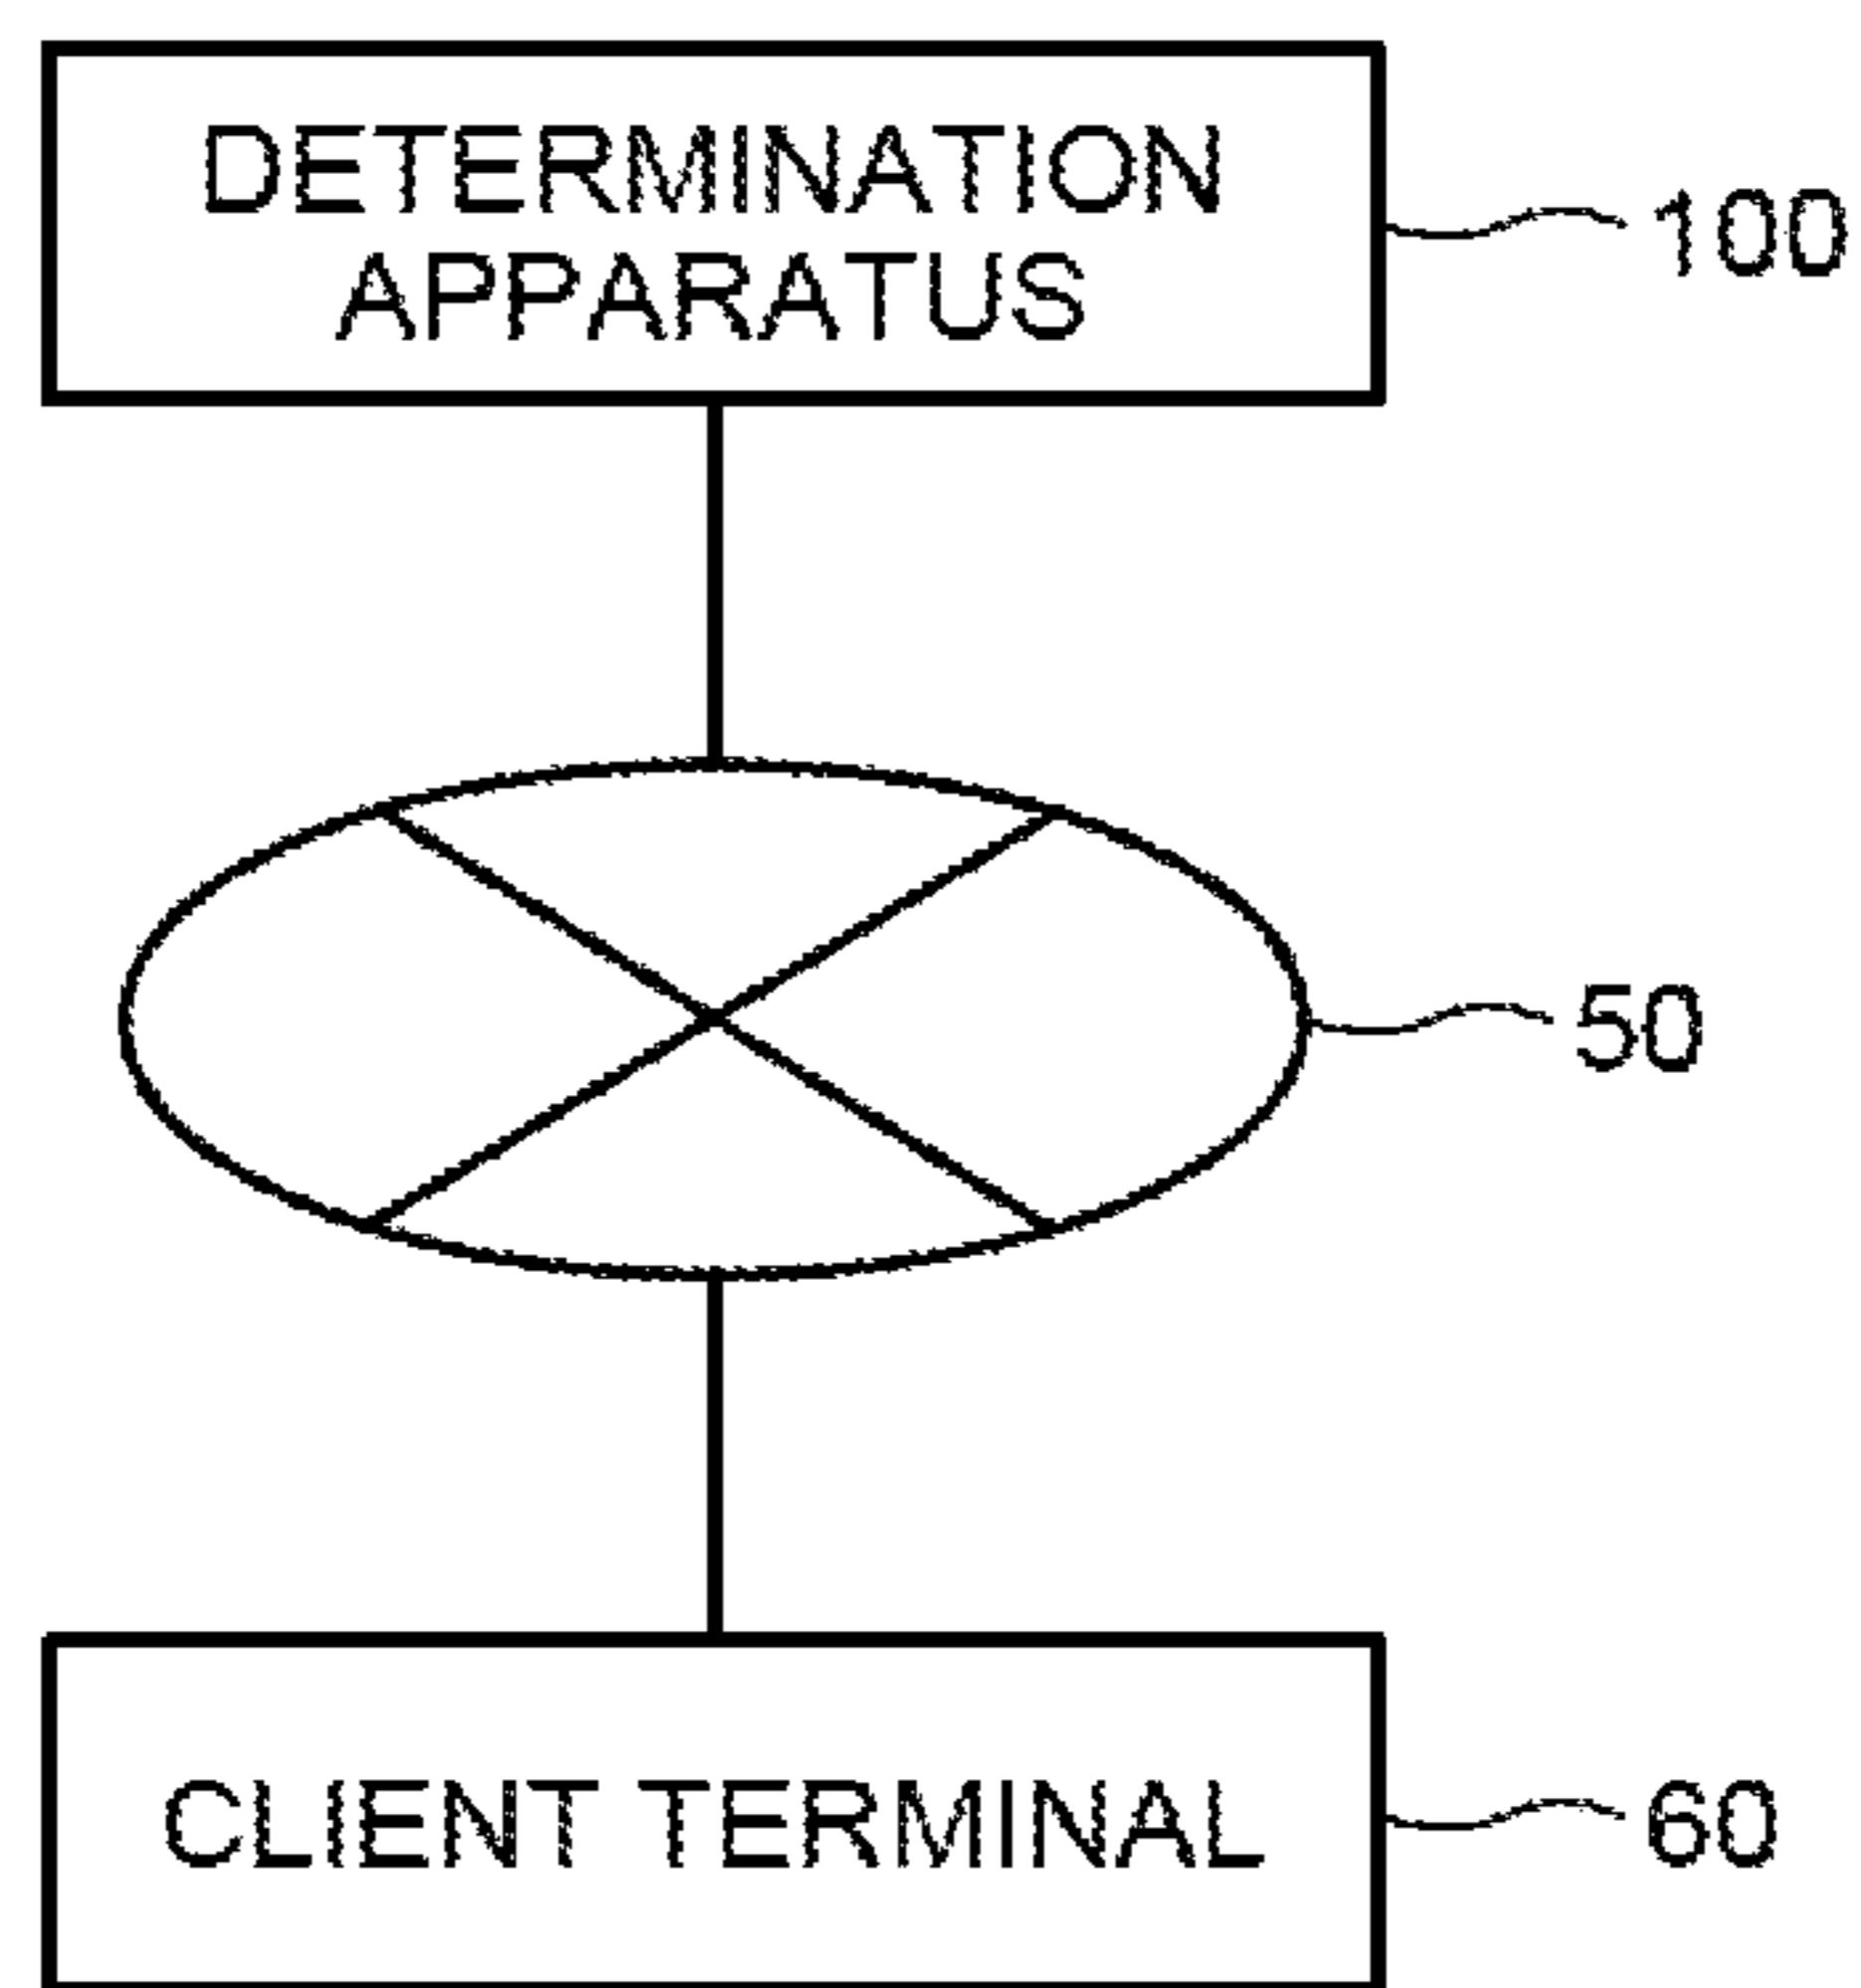 DETERMINATION
APPARATUS
100
50
CLIENT TERMINAL
60